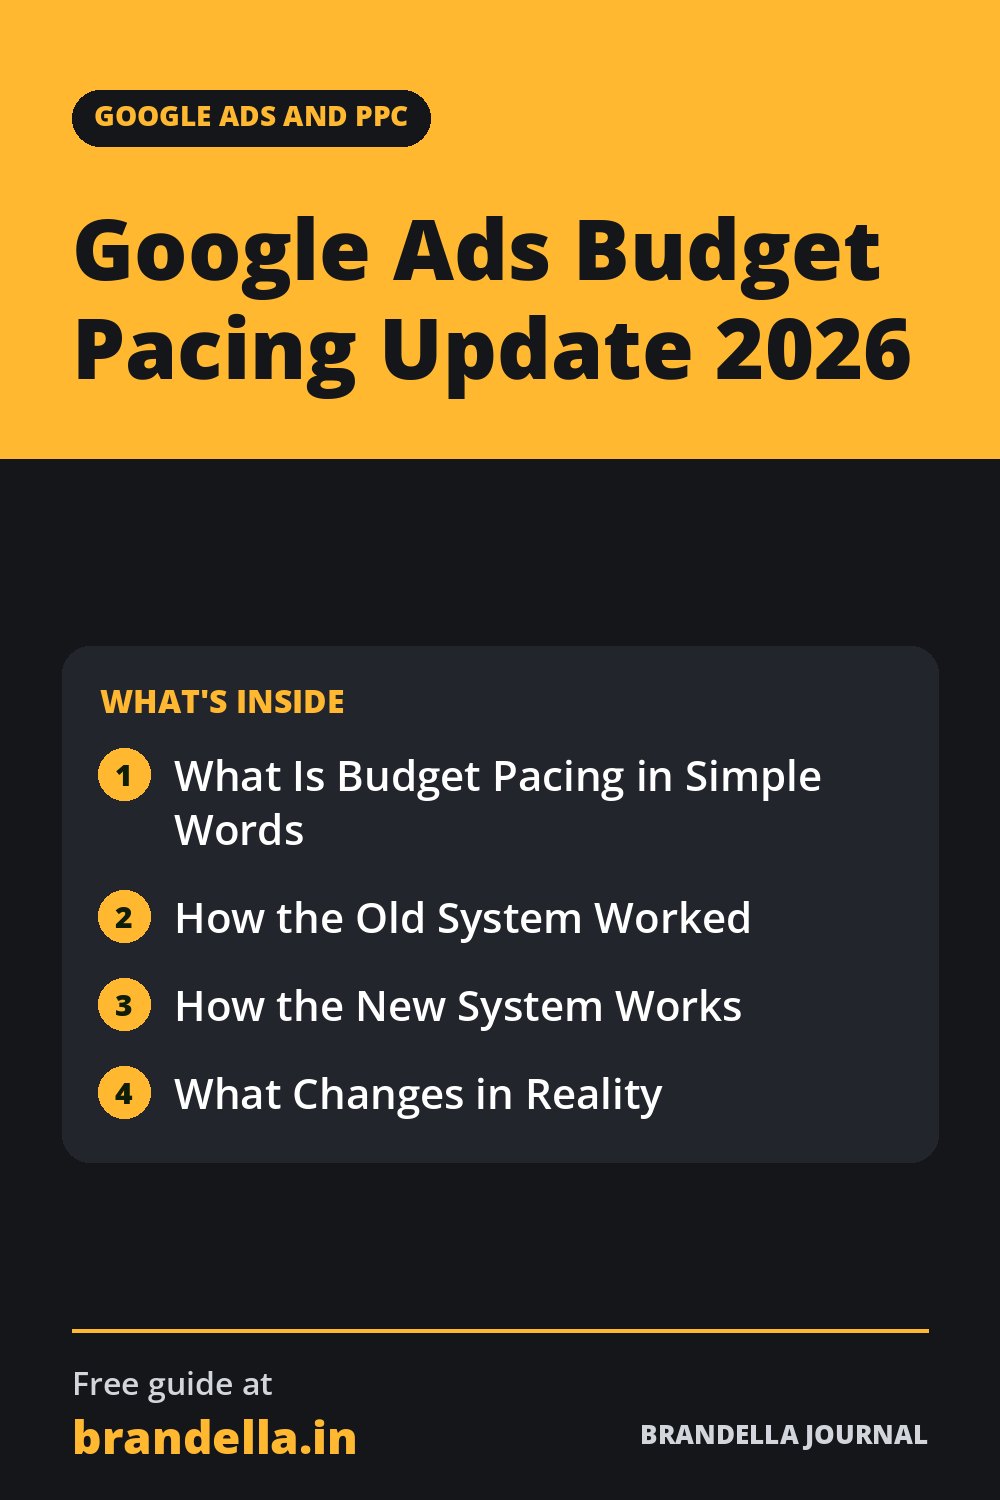 GOOGLE ADS AND PPC
Google Ads Budget
Pacing Update 2026
WHAT'S INSIDE
1 What Is Budget Pacing in Simple
Words
2 How the Old System Worked
3 How the New System Works
4 What Changes in Reality
Free guide at
brandella.in
BRANDELLA JOURNAL